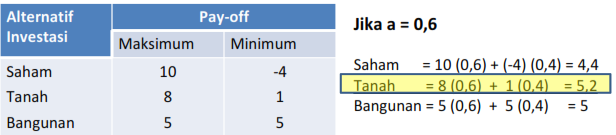 Alternatif Investasi Pay-off
Maksimum Minimum
Saham 10 -4
Tanah 8 1
Bangunan 5 5
Jika a = 0,6
Saham = 10 (0,6) + (-4) (0,4) = 4,4
Tanah = 8 (0,6) + 1 (0,4) = 5,2
Bangunan = 5 (0,6) + 5 (0,4) = 5